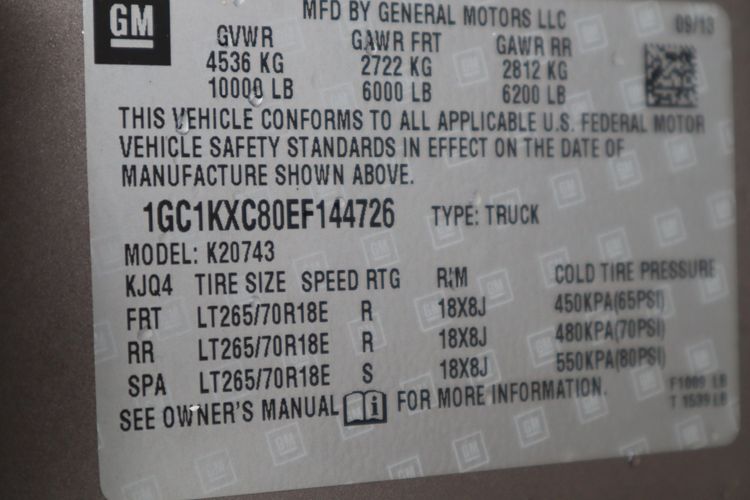 GM
MFD BY GENERAL MOTORS LLC 09/13
GVWR GAWR FRT GAWR RR
4536 KG 2722 KG 2812 KG
10000 LB 6000 LB 6200 LB
THIS VEHICLE CONFORMS TO ALL APPLICABLE U.S. FEDERAL MOTOR
VEHICLE SAFETY STANDARDS IN EFFECT ON THE DATE OF
MANUFACTURE SHOWN ABOVE.
1GC1KXC80EF144726 TYPE: TRUCK
MODEL: K20743
KJQ4 TIRE SIZE SPEED RTG RIM COLD TIRE PRESSURE
FRT LT265/70R18E R 18X8J 450KPA(65PSI)
RR LT265/70R18E R 18X8J 480KPA(70PSI)
SPA LT265/70R18E S 18X8J 550KPA(80PSI)
SEE OWNER'S MANUAL FOR MORE INFORMATION.
LB
T 1539 LB